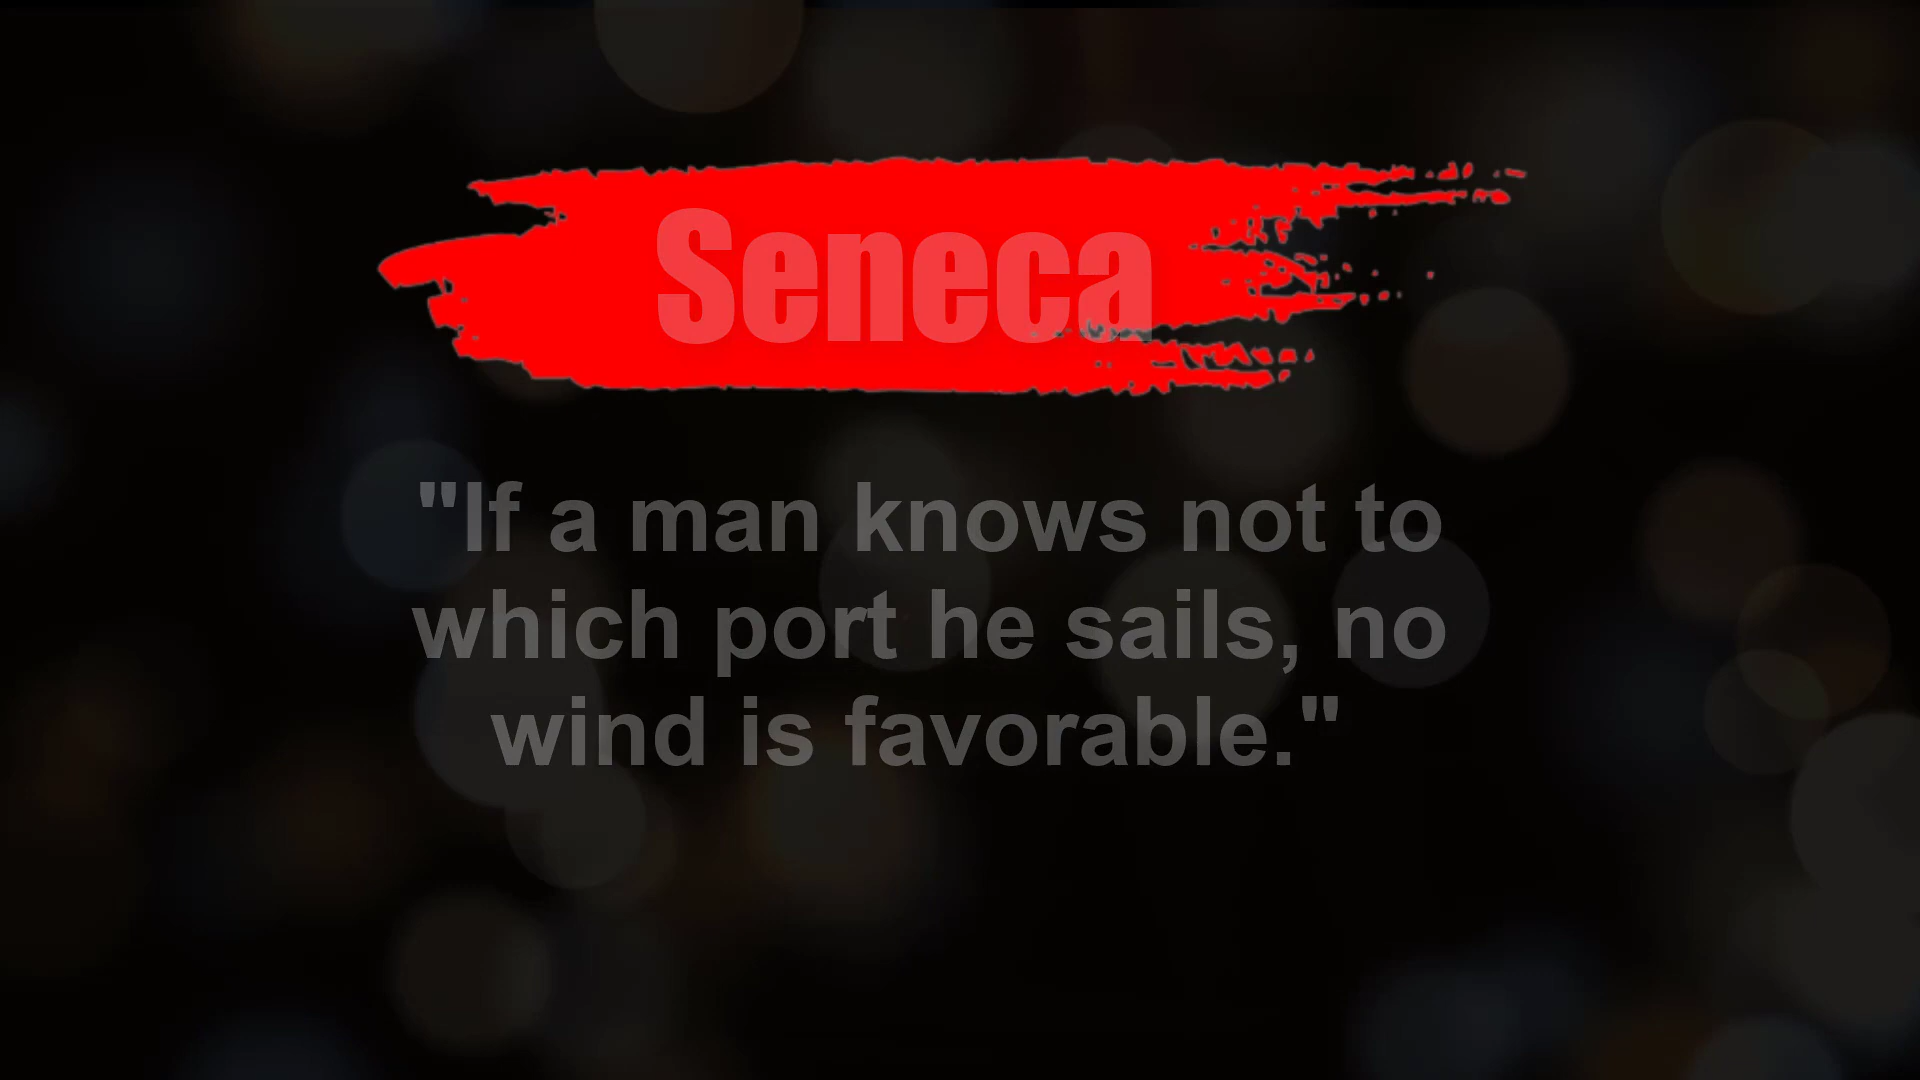 Seneca
"If a man knows not to
which port he sails, no
wind is favorable."